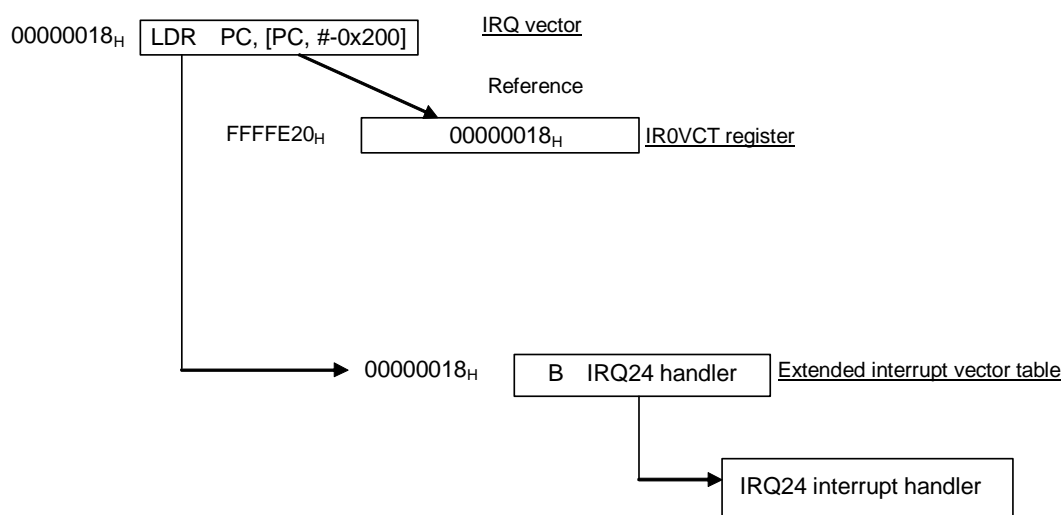 IRQ vector
00000018H LDR PC, [PC, #-0x200]
Reference
FFFFE20H 00000018H IR0VCT register
00000018H B IRQ24 handler Extended interrupt vector table
IRQ24 interrupt handler